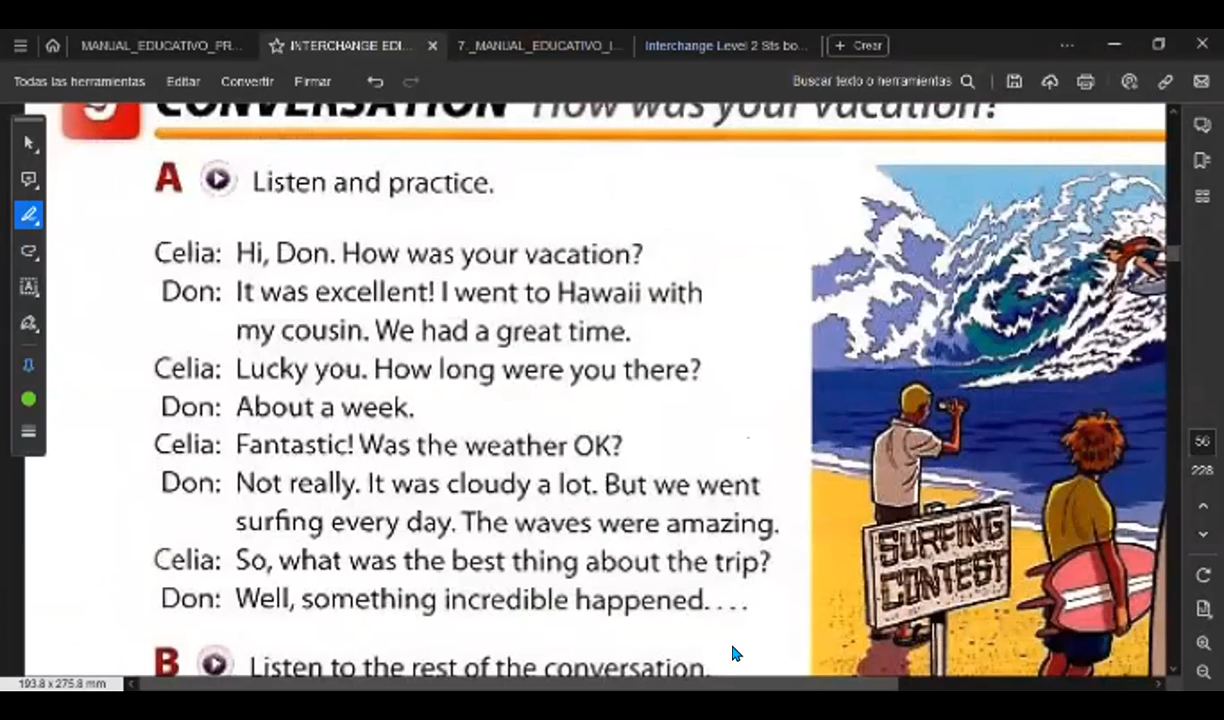 MANUAL_EDUCATIVO_PR...
INTERCHANGE EDI...
7._MANUAL_EDUCATIVO_I...
Interchange Level 2 Sts bo...
+ Crear
Todas las herramientas
Editar
Convertir
Firmar
Buscar texto o herramientas
9 CONVERSATION How was your vacation?
A Listen and practice.
Celia: Hi, Don. How was your vacation?
Don: It was excellent! I went to Hawaii with
my cousin. We had a great time.
Celia: Lucky you. How long were you there?
Don: About a week.
Celia: Fantastic! Was the weather OK?
Don: Not really. It was cloudy a lot. But we went
surfing every day. The waves were amazing.
Celia: So, what was the best thing about the trip?
Don: Well, something incredible happened. . . .
SURFING
CONTEST
B Listen to the rest of the conversation.
56
228
193.8 x 275.8 mm